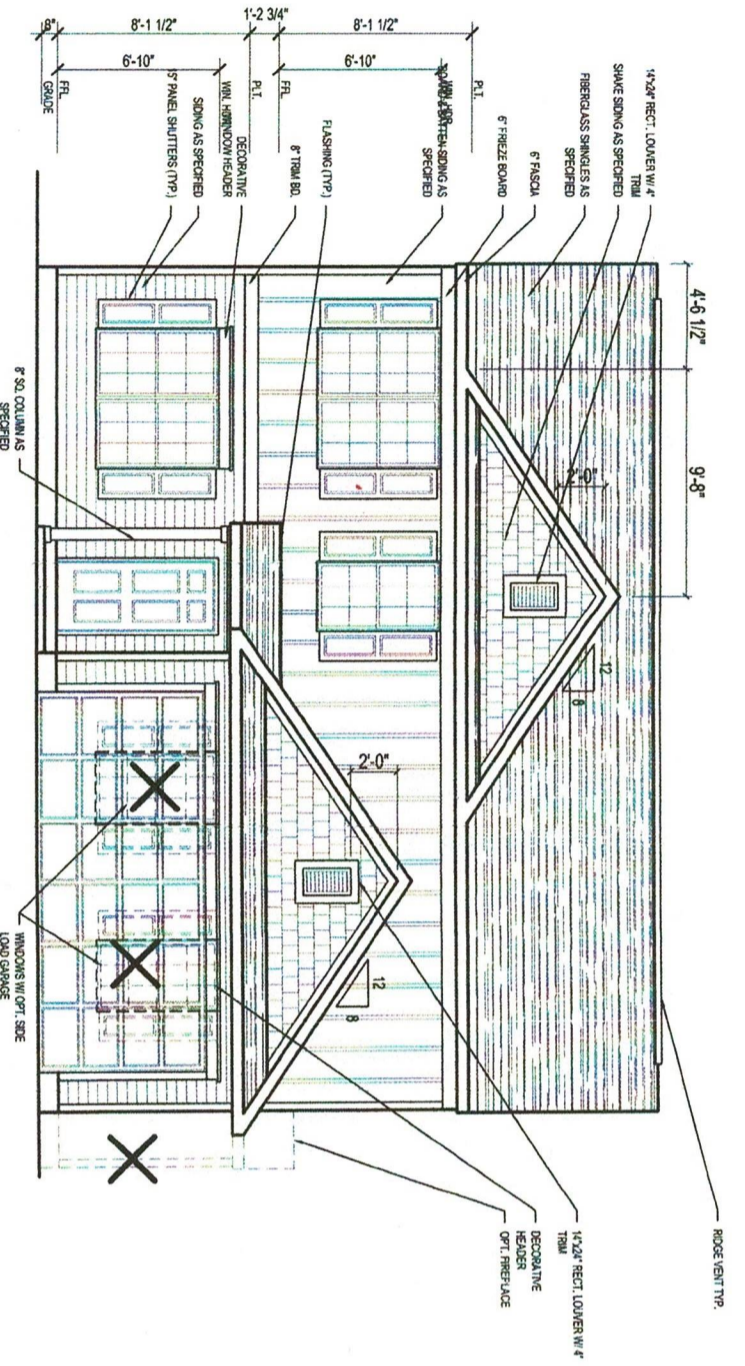 14"x24" RECT. LOUVER W/ 4"
TRIM
SHAKE SIDING AS SPECIFIED
FIBERGLASS SHINGLES AS
SPECIFIED
6" FASCIA
6" FRIEZE BOARD
PLT.
WIN. HDR.
BOARD & BATTEN SIDING AS
SPECIFIED
FLASHING (TYP.)
8" TRIM BD.
FFL
PLT.
DECORATIVE
WINDOW HEADER
WIN. HDR.
SIDING AS SPECIFIED
15" PANEL SHUTTERS (TYP.)
FFL
GRADE
8'-1 1/2"
6'-10"
1'-2 3/4"
8'-1 1/2"
6'-10"
8"
4'-6 1/2"
9'-8"
2'-0"
12
8
2'-0"
12
8
RIDGE VENT TYP.
14"x24" RECT. LOUVER W/ 4"
TRIM
DECORATIVE
HEADER
OPT. FIREPLACE
8" SQ. COLUMN AS
SPECIFIED
WINDOWS W/ OPT. SIDE
LOAD GARAGE